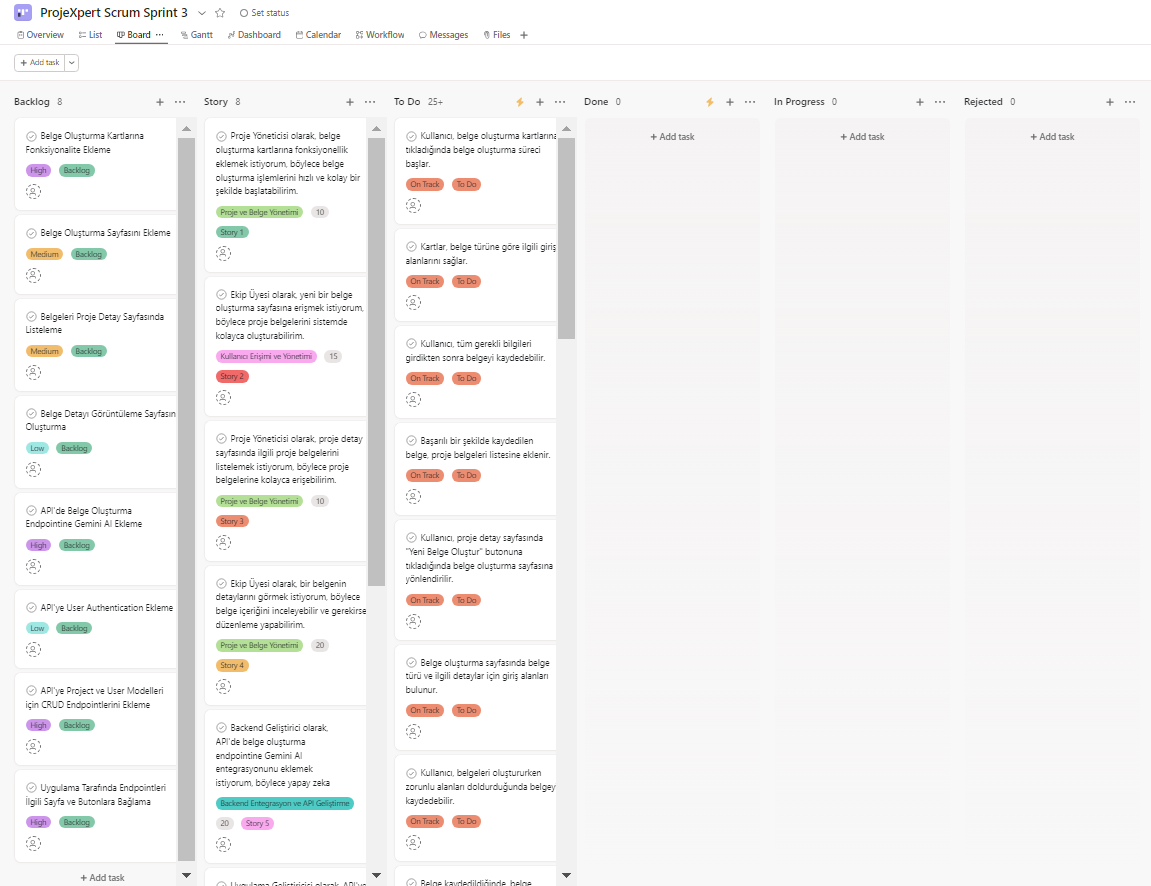 ProjeXpert Scrum Sprint 3
Set status
Overview
List
Board
Gantt
Dashboard
Calendar
Workflow
Messages
Files
Add task
Backlog 8
Belge Oluşturma Kartlarına
Fonksiyonalite Ekleme
High Backlog
Belge Oluşturma Sayfasını Ekleme
Medium Backlog
Belgeleri Proje Detay Sayfasında
Listeleme
Medium Backlog
Belge Detayı Görüntüleme Sayfasın
Oluşturma
Low Backlog
API'de Belge Oluşturma
Endpointine Gemini AI Ekleme
High Backlog
API'ye User Authentication Ekleme
Low Backlog
API'ye Project ve User Modelleri
için CRUD Endpointlerini Ekleme
High Backlog
Uygulama Tarafında Endpointleri
İlgili Sayfa ve Butonlara Bağlama
High Backlog
+ Add task
Story 8
Proje Yöneticisi olarak, belge
oluşturma kartlarına fonksiyonellik
eklemek istiyorum, böylece belge
oluşturma işlemlerini hızlı ve kolay bir
şekilde başlatabilirim.
Proje ve Belge Yönetimi 10
Story 1
Ekip Üyesi olarak, yeni bir belge
oluşturma sayfasına erişmek istiyorum,
böylece proje belgelerini sistemde
kolayca oluşturabilirim.
Kullanıcı Erişimi ve Yönetimi 15
Story 2
Proje Yöneticisi olarak, proje detay
sayfasında ilgili proje belgelerini
listelemek istiyorum, böylece proje
belgelerine kolayca erişebilirim.
Proje ve Belge Yönetimi 10
Story 3
Ekip Üyesi olarak, bir belgenin
detaylarını görmek istiyorum, böylece
belge içeriğini inceleyebilir ve gerekirse
düzenleme yapabilirim.
Proje ve Belge Yönetimi 20
Story 4
Backend Geliştirici olarak,
API'de belge oluşturma
endpointine Gemini AI
entegrasyonunu eklemek
istiyorum, böylece yapay zeka
Backend Entegrasyon ve API Geliştirme
20 Story 5
Uygulama Geliştiricisi olarak, API'ye
To Do 25+
Kullanıcı, belge oluşturma kartlarına
tıkladığında belge oluşturma süreci
başlar.
On Track To Do
Kartlar, belge türüne göre ilgili giriş
alanlarını sağlar.
On Track To Do
Kullanıcı, tüm gerekli bilgileri
girdikten sonra belgeyi kaydedebilir.
On Track To Do
Başarılı bir şekilde kaydedilen
belge, proje belgeleri listesine eklenir.
On Track To Do
Kullanıcı, proje detay sayfasında
"Yeni Belge Oluştur" butonuna
tıkladığında belge oluşturma sayfasına
yönlendirilir.
On Track To Do
Belge oluşturma sayfasında belge
türü ve ilgili detaylar için giriş alanları
bulunur.
On Track To Do
Kullanıcı, belgeleri oluştururken
zorunlu alanları doldurduğunda belgey
kaydedebilir.
On Track To Do
Belge kaydedildiğinde, belge
Done 0
+ Add task
In Progress 0
+ Add task
Rejected 0
+ Add task